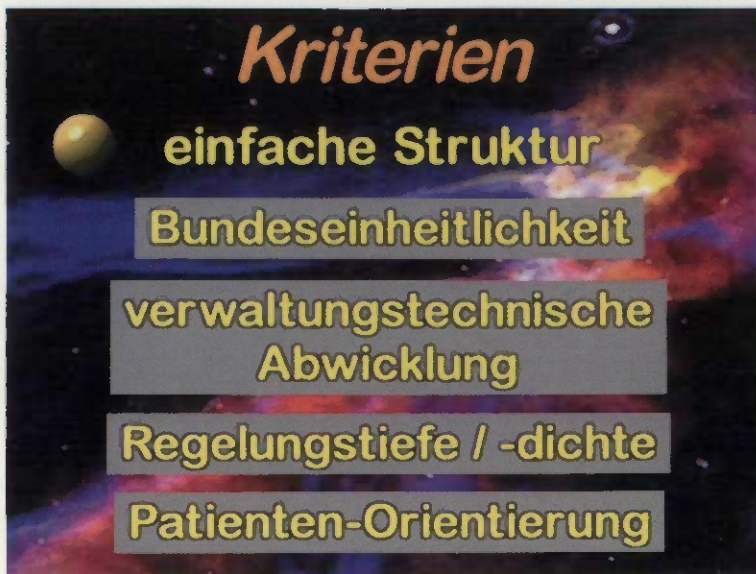 Kriterien
einfache Struktur
Bundeseinheitlichkeit
verwaltungstechnische
Abwicklung
Regelungstiefe / -dichte
Patienten-Orientierung